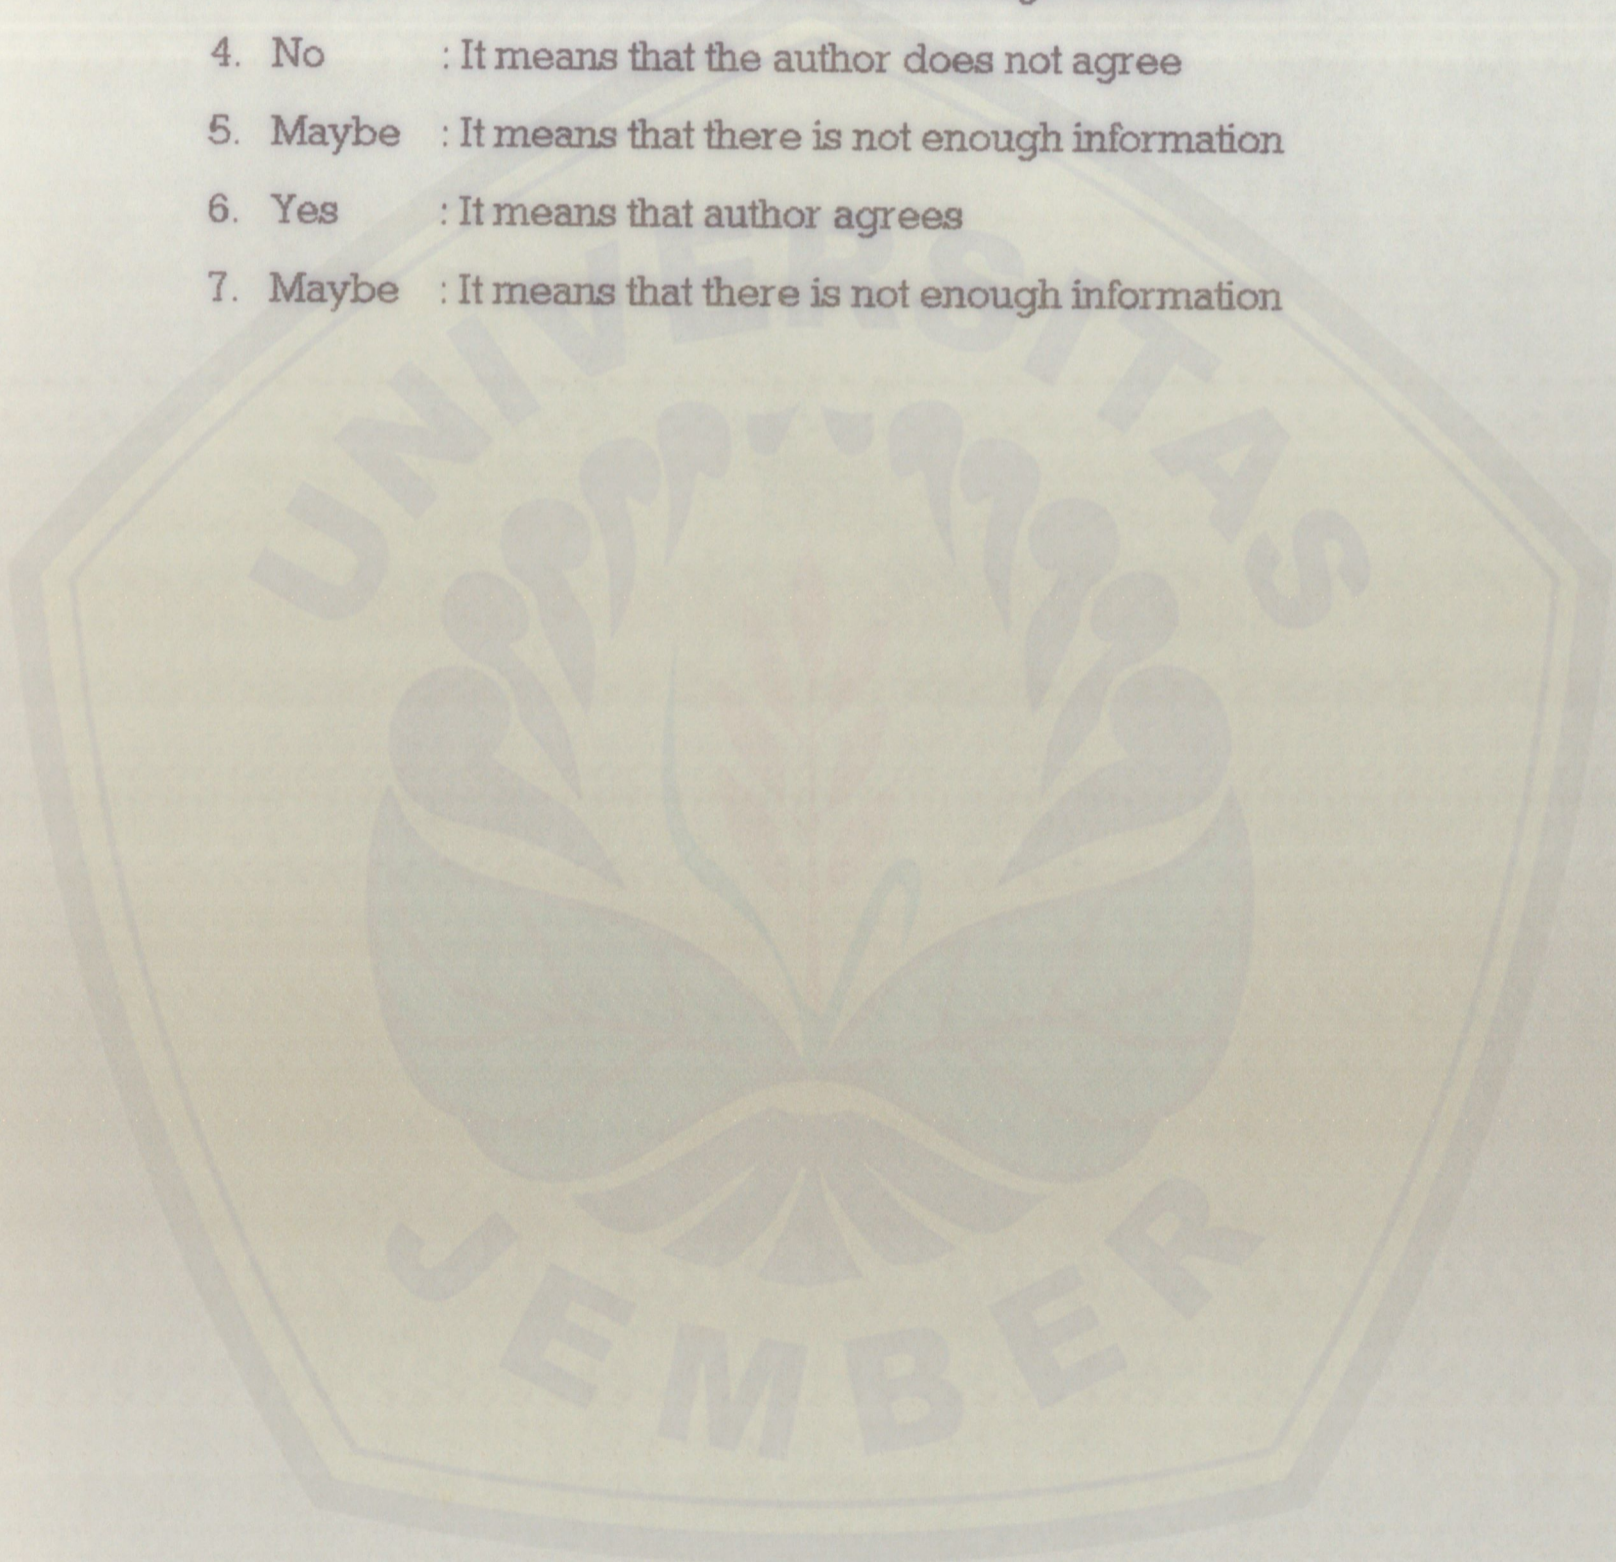 4. No : It means that the author does not agree
5. Maybe : It means that there is not enough information
6. Yes : It means that author agrees
7. Maybe : It means that there is not enough information
UNIVERSITAS
JEMBER